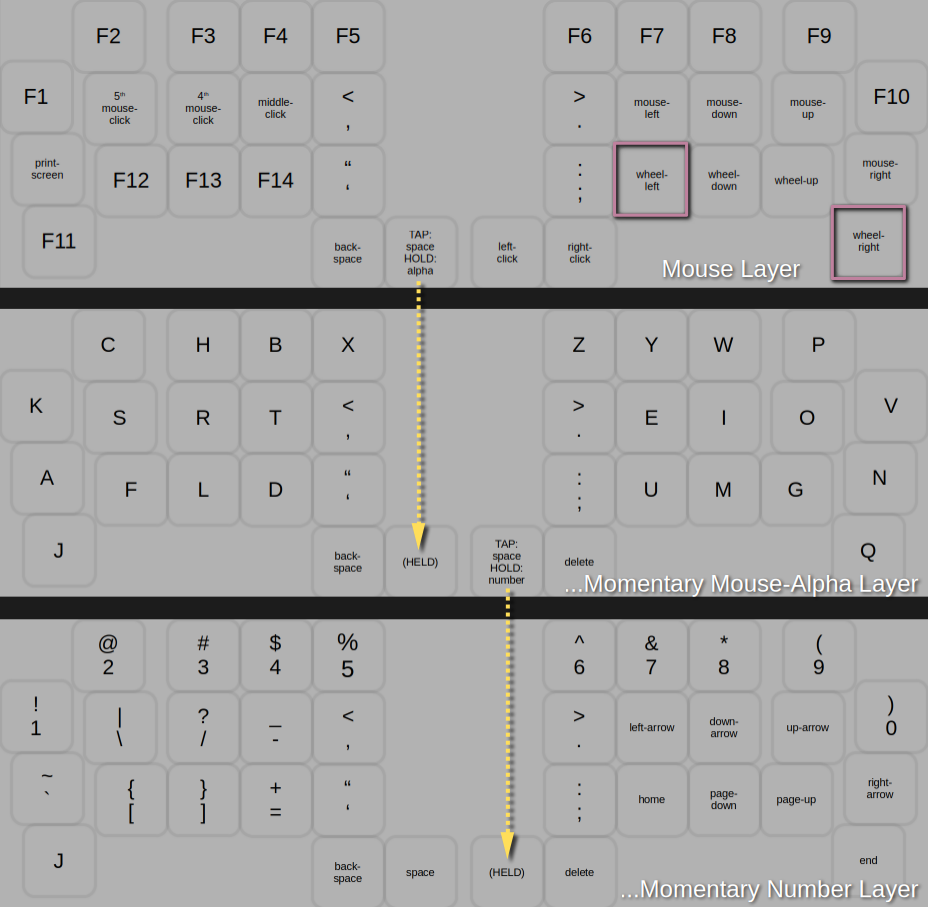 F2 F3 F4 F5 F6 F7 F8 F9
F1 5th mouse-click 4th mouse-click middle-click < , > . mouse-left mouse-down mouse-up F10
print-screen F12 F13 F14 “ ‘ : ; wheel-left wheel-down wheel-up mouse-right
F11 back-space TAP: space HOLD: alpha left-click right-click wheel-right
Mouse Layer
C H B X Z Y W P
K S R T < , > . E I O V
A F L D “ ‘ : ; U M G N
J back-space (HELD) TAP: space HOLD: number delete Q
...Momentary Mouse-Alpha Layer
@ 2 # 3 $ 4 % 5 ^ 6 & 7 * 8 ( 9
! 1 | \ ? / _ - < , > . left-arrow down-arrow up-arrow ) 0
~ ` { [ } ] + = “ ‘ : ; home page-down page-up right-arrow
J back-space space (HELD) delete end
...Momentary Number Layer